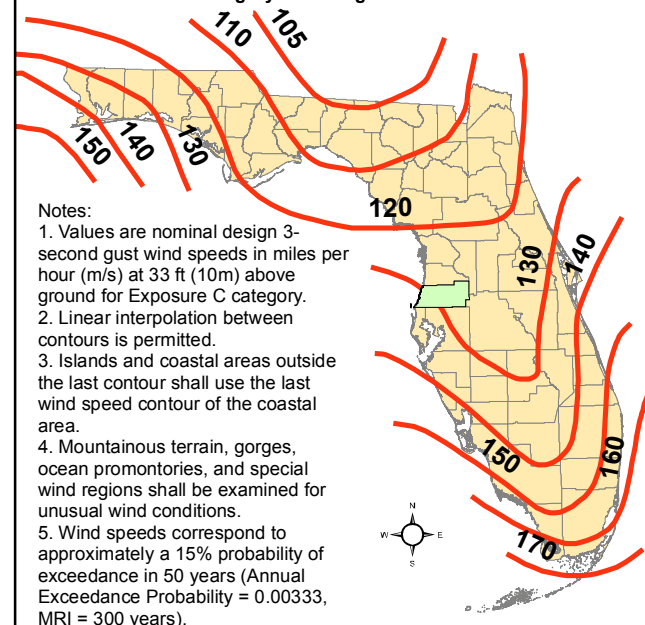 110
105
150
140
130
120
130
140
150
160
170
N
W
E
S
Notes:
1. Values are nominal design 3-
second gust wind speeds in miles per
hour (m/s) at 33 ft (10m) above
ground for Exposure C category.
2. Linear interpolation between
contours is permitted.
3. Islands and coastal areas outside
the last contour shall use the last
wind speed contour of the coastal
area.
4. Mountainous terrain, gorges,
ocean promontories, and special
wind regions shall be examined for
unusual wind conditions.
5. Wind speeds correspond to
approximately a 15% probability of
exceedance in 50 years (Annual
Exceedance Probability = 0.00333,
MRI = 300 years).